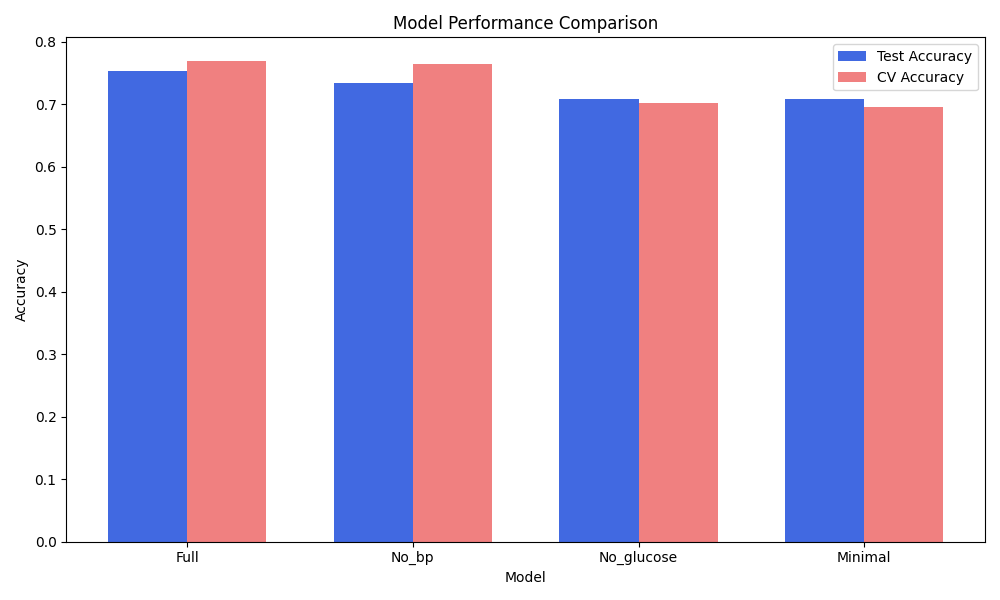 Model Performance Comparison
Test Accuracy
CV Accuracy
Accuracy
0.8
0.7
0.6
0.5
0.4
0.3
0.2
0.1
0.0
Full No_bp No_glucose Minimal
Model